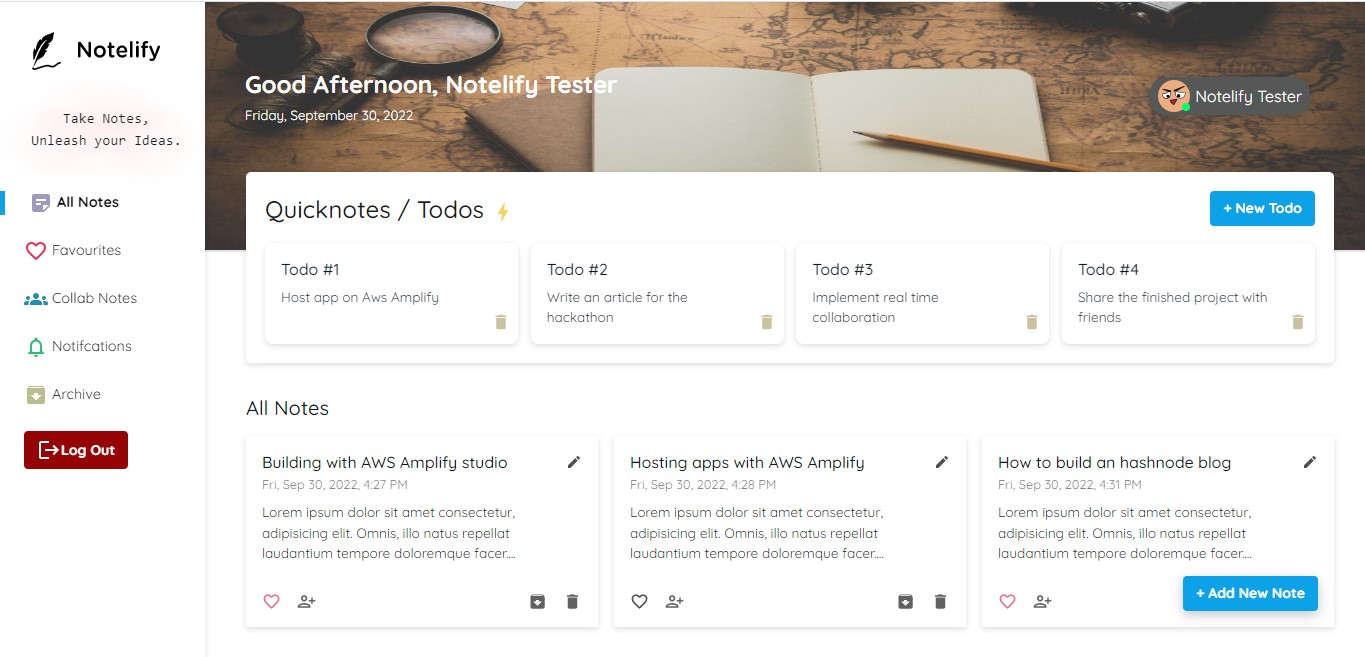 Notelify
Take Notes,
Unleash your Ideas.
All Notes
Favourites
Collab Notes
Notifcations
Archive
Log Out
Good Afternoon, Notelify Tester
Friday, September 30, 2022
Notelify Tester
Quicknotes / Todos
+ New Todo
Todo #1
Host app on Aws Amplify
Todo #2
Write an article for the
hackathon
Todo #3
Implement real time
collaboration
Todo #4
Share the finished project with
friends
All Notes
Building with AWS Amplify studio
Fri, Sep 30, 2022, 4:27 PM
Lorem ipsum dolor sit amet consectetur,
adipisicing elit. Omnis, illo natus repellat
laudantium tempore doloremque facer....
Hosting apps with AWS Amplify
Fri, Sep 30, 2022, 4:28 PM
Lorem ipsum dolor sit amet consectetur,
adipisicing elit. Omnis, illo natus repellat
laudantium tempore doloremque facer....
How to build an hashnode blog
Fri, Sep 30, 2022, 4:31 PM
Lorem ipsum dolor sit amet consectetur,
adipisicing elit. Omnis, illo natus repellat
laudantium tempore doloremque facer....
+ Add New Note